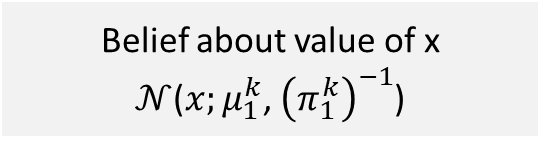 Belief about value of x
𝒩(x; μ₁ᵏ, (π₁ᵏ)⁻¹)